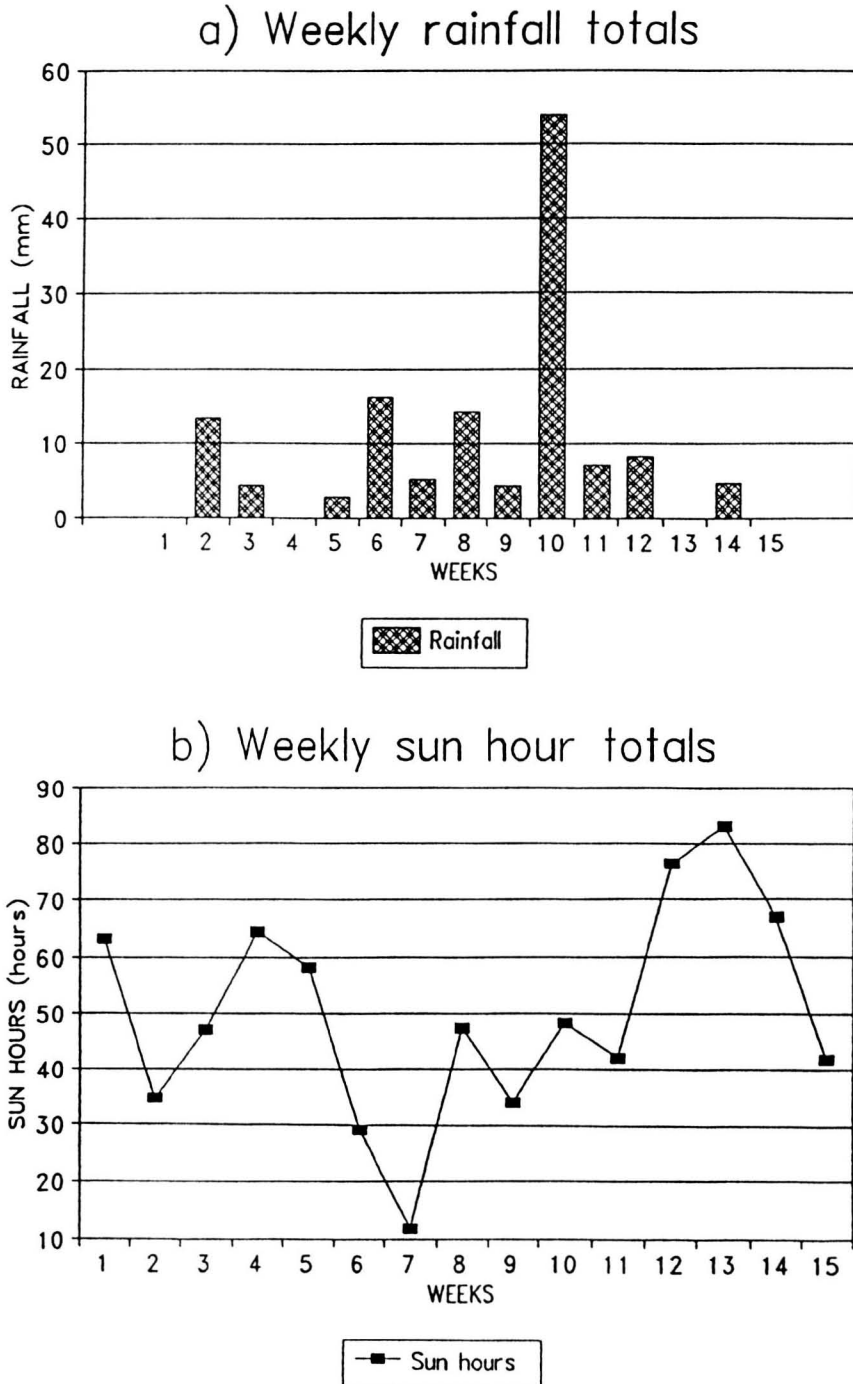 a) Weekly rainfall totals
60
50
40
30
20
10
0
RAINFALL (mm)
1 2 3 4 5 6 7 8 9 10 11 12 13 14 15
WEEKS
Rainfall
b) Weekly sun hour totals
90
80
70
60
50
40
30
20
10
SUN HOURS (hours)
1 2 3 4 5 6 7 8 9 10 11 12 13 14 15
WEEKS
Sun hours